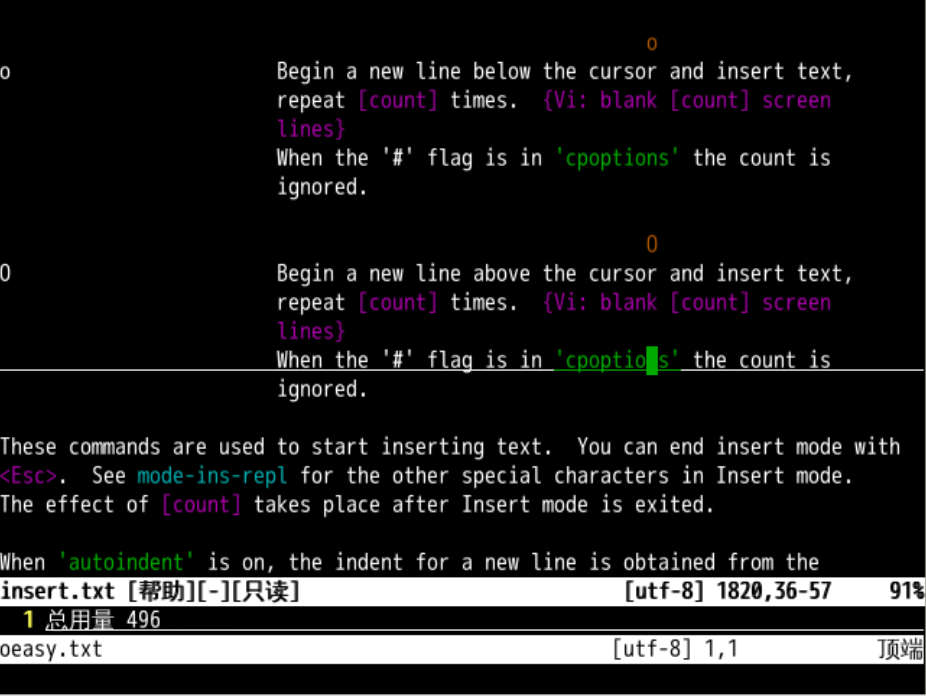 o
o Begin a new line below the cursor and insert text,
repeat [count] times.  {Vi: blank [count] screen
lines}
When the '#' flag is in 'cpoptions' the count is
ignored.
O
O Begin a new line above the cursor and insert text,
repeat [count] times.  {Vi: blank [count] screen
lines}
When the '#' flag is in 'cpoptio s' the count is
ignored.
These commands are used to start inserting text.  You can end insert mode with
<Esc>.  See mode-ins-repl for the other special characters in Insert mode.
The effect of [count] takes place after Insert mode is exited.
When 'autoindent' is on, the indent for a new line is obtained from the
insert.txt [帮助][-][只读] [utf-8] 1820,36-57 91%
1 总用量 496
oeasy.txt [utf-8] 1,1 顶端